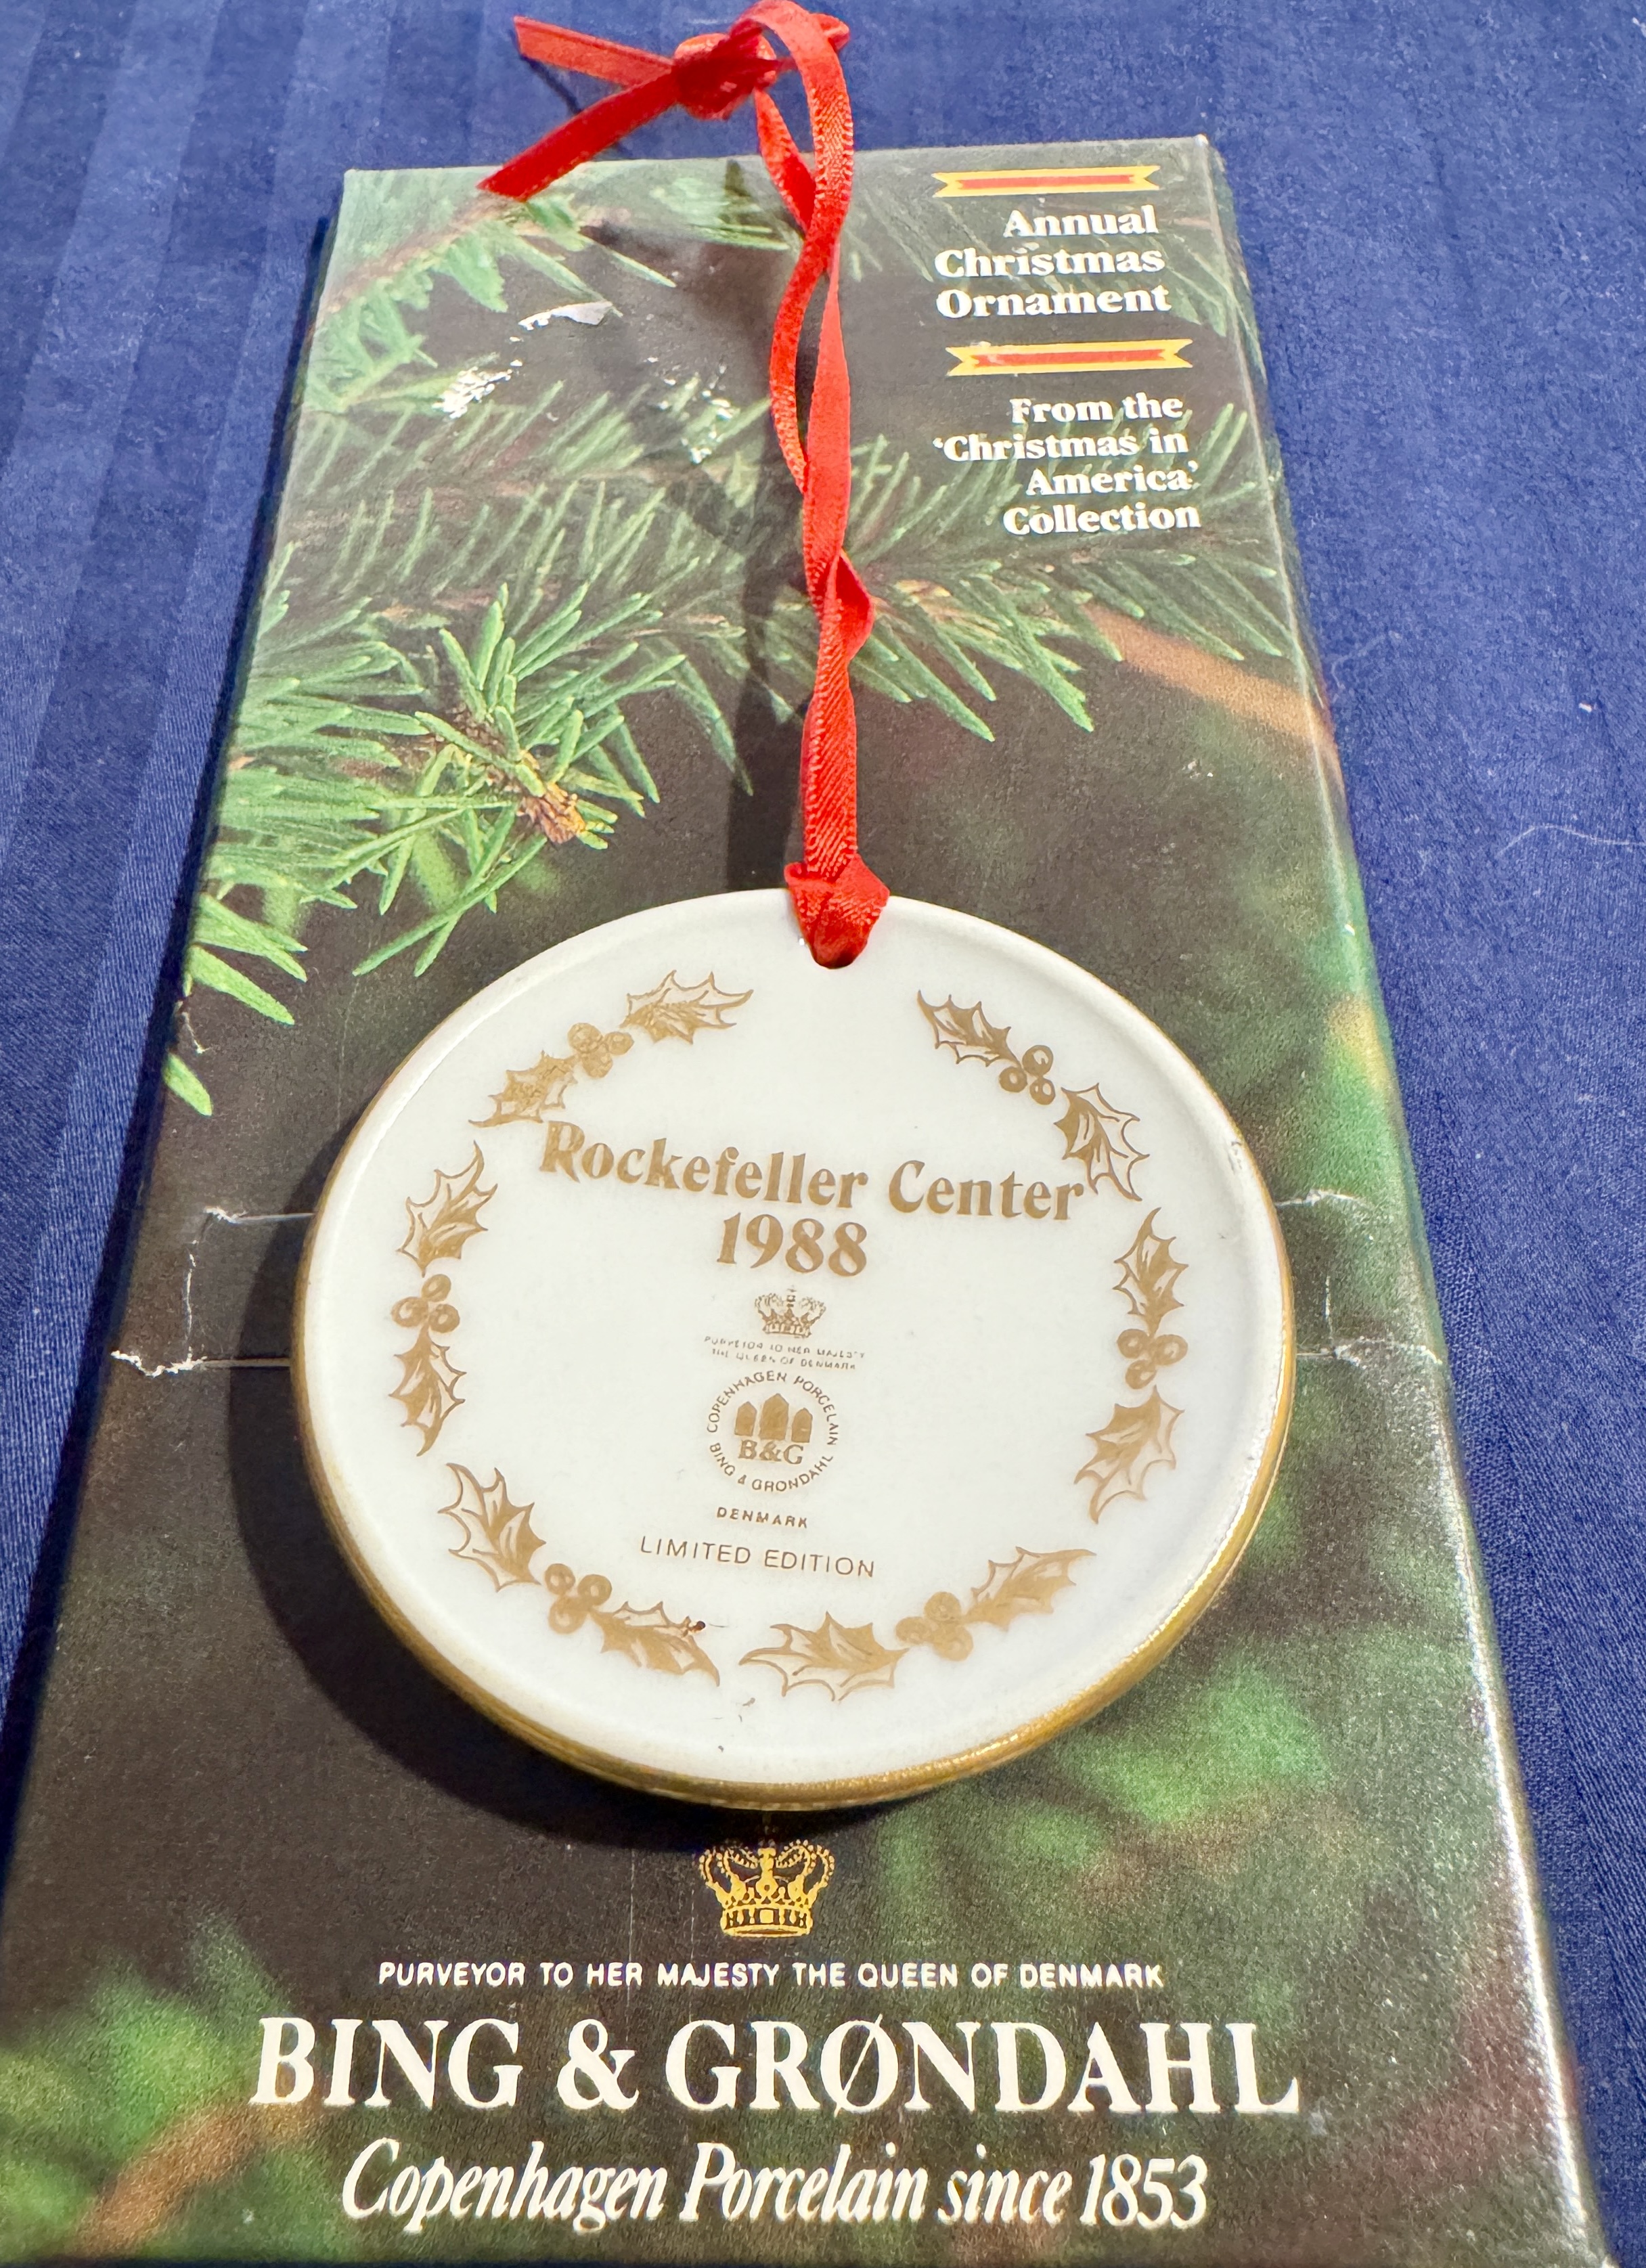 Annual
Christmas
Ornament
From the
'Christmas in
America'
Collection
Rockefeller Center
1988
PURVEYOR TO HER MAJESTY
THE QUEEN OF DENMARK
COPENHAGEN PORCELAIN
B&G
BING & GRONDAHL
DENMARK
LIMITED EDITION
PURVEYOR TO HER MAJESTY THE QUEEN OF DENMARK
BING & GRØNDAHL
Copenhagen Porcelain since 1853